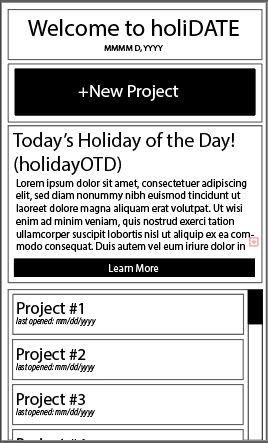 Welcome to holiDATE
MMMM D, YYYY
+New Project
Today's Holiday of the Day!
(holidayOTD)
Lorem ipsum dolor sit amet, consectetuer adipiscing
elit, sed diam nonummy nibh euismod tincidunt ut
laoreet dolore magna aliquam erat volutpat. Ut wisi
enim ad minim veniam, quis nostrud exerci tation
ullamcorper suscipit lobortis nisl ut aliquip ex ea com-
modo consequat. Duis autem vel eum iriure dolor in
Learn More
Project #1
last opened: mm/dd/yyyy
Project #2
last opened: mm/dd/yyyy
Project #3
last opened: mm/dd/yyyy